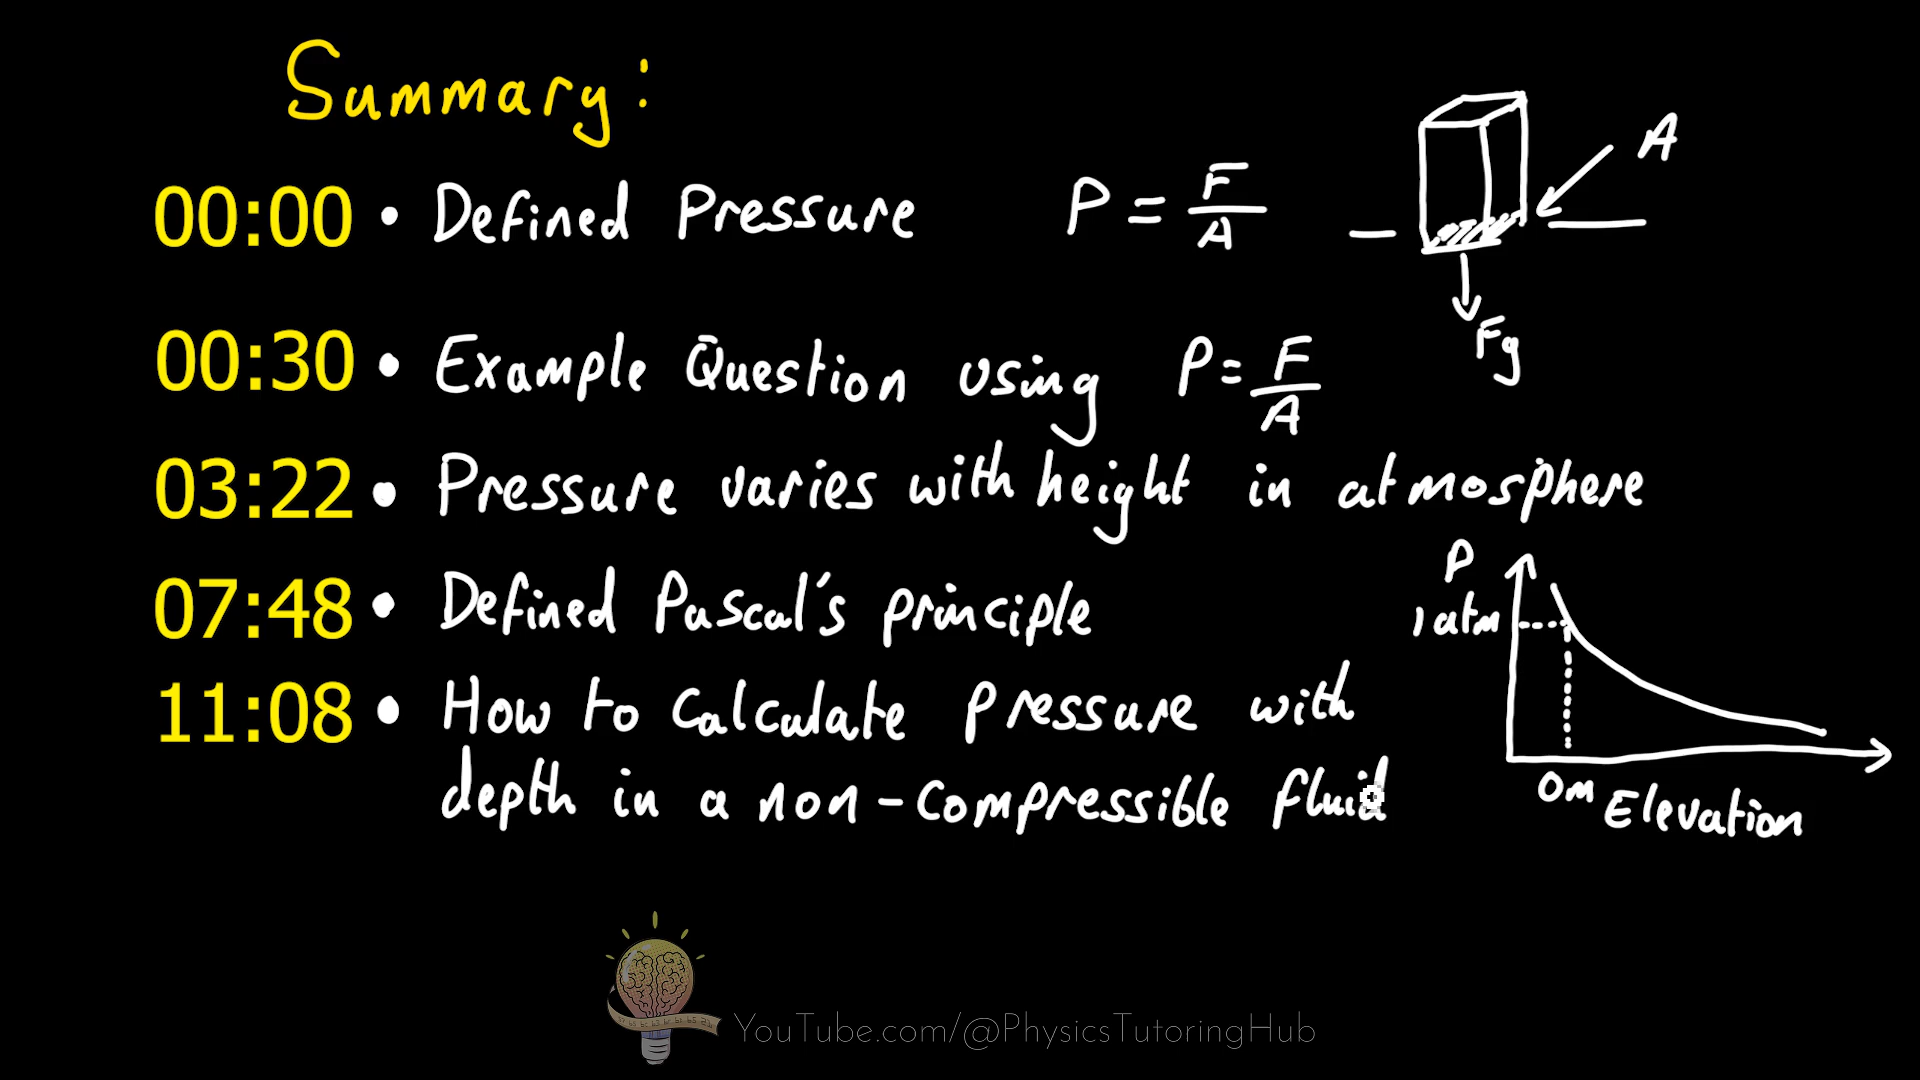 Summary:
00:00 • Defined Pressure P = F/A
A
Fg
00:30 • Example Question using P = F/A
03:22 • Pressure varies with height in atmosphere
07:48 • Defined Pascal's principle
11:08 • How to calculate pressure with
depth in a non-compressible fluid
P
1 atm
0m Elevation
YouTube.com/@PhysicsTutoringHub